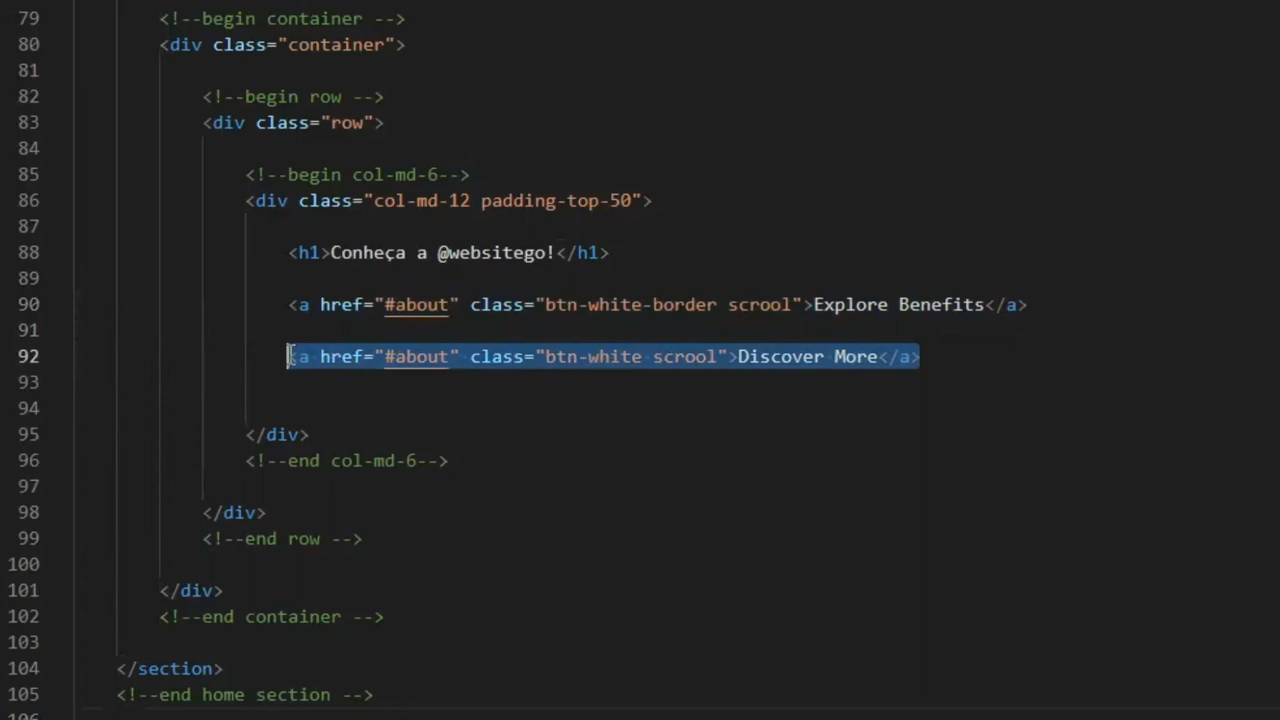 79 <!--begin container -->
80 <div class="container">
81
82 <!--begin row -->
83 <div class="row">
84
85 <!--begin col-md-6-->
86 <div class="col-md-12 padding-top-50">
87
88 <h1>Conheça a @websitego!</h1>
89
90 <a href="#about" class="btn-white-border scrool">Explore Benefits</a>
91
92 <a href="#about" class="btn-white scrool">Discover More</a>
93
94
95 </div>
96 <!--end col-md-6-->
97
98 </div>
99 <!--end row -->
100
101 </div>
102 <!--end container -->
103
104 </section>
105 <!--end home section -->
106